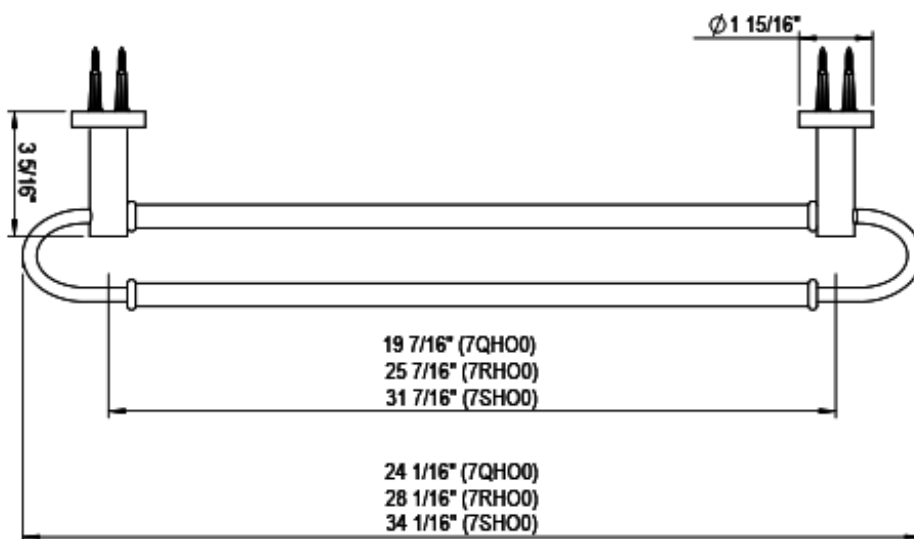 Ø1 15/16"
3 5/16"
19 7/16" (7QHO0)
25 7/16" (7RHO0)
31 7/16" (7SHO0)
24 1/16" (7QHO0)
28 1/16" (7RHO0)
34 1/16" (7SHO0)